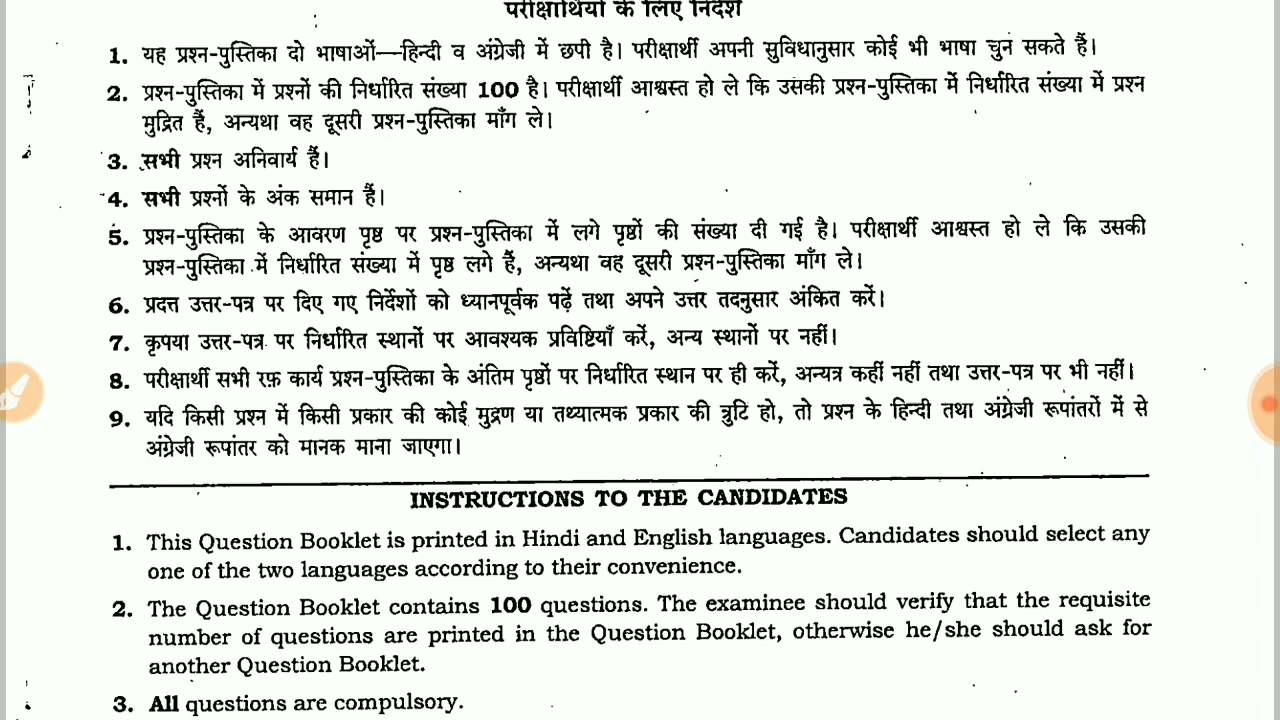 परीक्षार्थियों के लिए निर्देश
1. यह प्रश्न-पुस्तिका दो भाषाओं—हिन्दी व अंग्रेजी में छपी है। परीक्षार्थी अपनी सुविधानुसार कोई भी भाषा चुन सकते हैं।
2. प्रश्न-पुस्तिका में प्रश्नों की निर्धारित संख्या 100 है। परीक्षार्थी आश्वस्त हो ले कि उसकी प्रश्न-पुस्तिका में निर्धारित संख्या में प्रश्न
मुद्रित हैं, अन्यथा वह दूसरी प्रश्न-पुस्तिका माँग ले।
3. सभी प्रश्न अनिवार्य हैं।
4. सभी प्रश्नों के अंक समान हैं।
5. प्रश्न-पुस्तिका के आवरण पृष्ठ पर प्रश्न-पुस्तिका में लगे पृष्ठों की संख्या दी गई है। परीक्षार्थी आश्वस्त हो ले कि उसकी
प्रश्न-पुस्तिका में निर्धारित संख्या में पृष्ठ लगे हैं, अन्यथा वह दूसरी प्रश्न-पुस्तिका माँग ले।
6. प्रदत्त उत्तर-पत्र पर दिए गए निर्देशों को ध्यानपूर्वक पढ़ें तथा अपने उत्तर तदनुसार अंकित करें।
7. कृपया उत्तर-पत्र पर निर्धारित स्थानों पर आवश्यक प्रविष्टियाँ करें, अन्य स्थानों पर नहीं।
8. परीक्षार्थी सभी रफ़ कार्य प्रश्न-पुस्तिका के अंतिम पृष्ठों पर निर्धारित स्थान पर ही करें, अन्यत्र कहीं नहीं तथा उत्तर-पत्र पर भी नहीं।
9. यदि किसी प्रश्न में किसी प्रकार की कोई मुद्रण या तथ्यात्मक प्रकार की त्रुटि हो, तो प्रश्न के हिन्दी तथा अंग्रेजी रूपांतरों में से
अंग्रेजी रूपांतर को मानक माना जाएगा।
INSTRUCTIONS TO THE CANDIDATES
1. This Question Booklet is printed in Hindi and English languages. Candidates should select any
one of the two languages according to their convenience.
2. The Question Booklet contains 100 questions. The examinee should verify that the requisite
number of questions are printed in the Question Booklet, otherwise he/she should ask for
another Question Booklet.
3. All questions are compulsory.